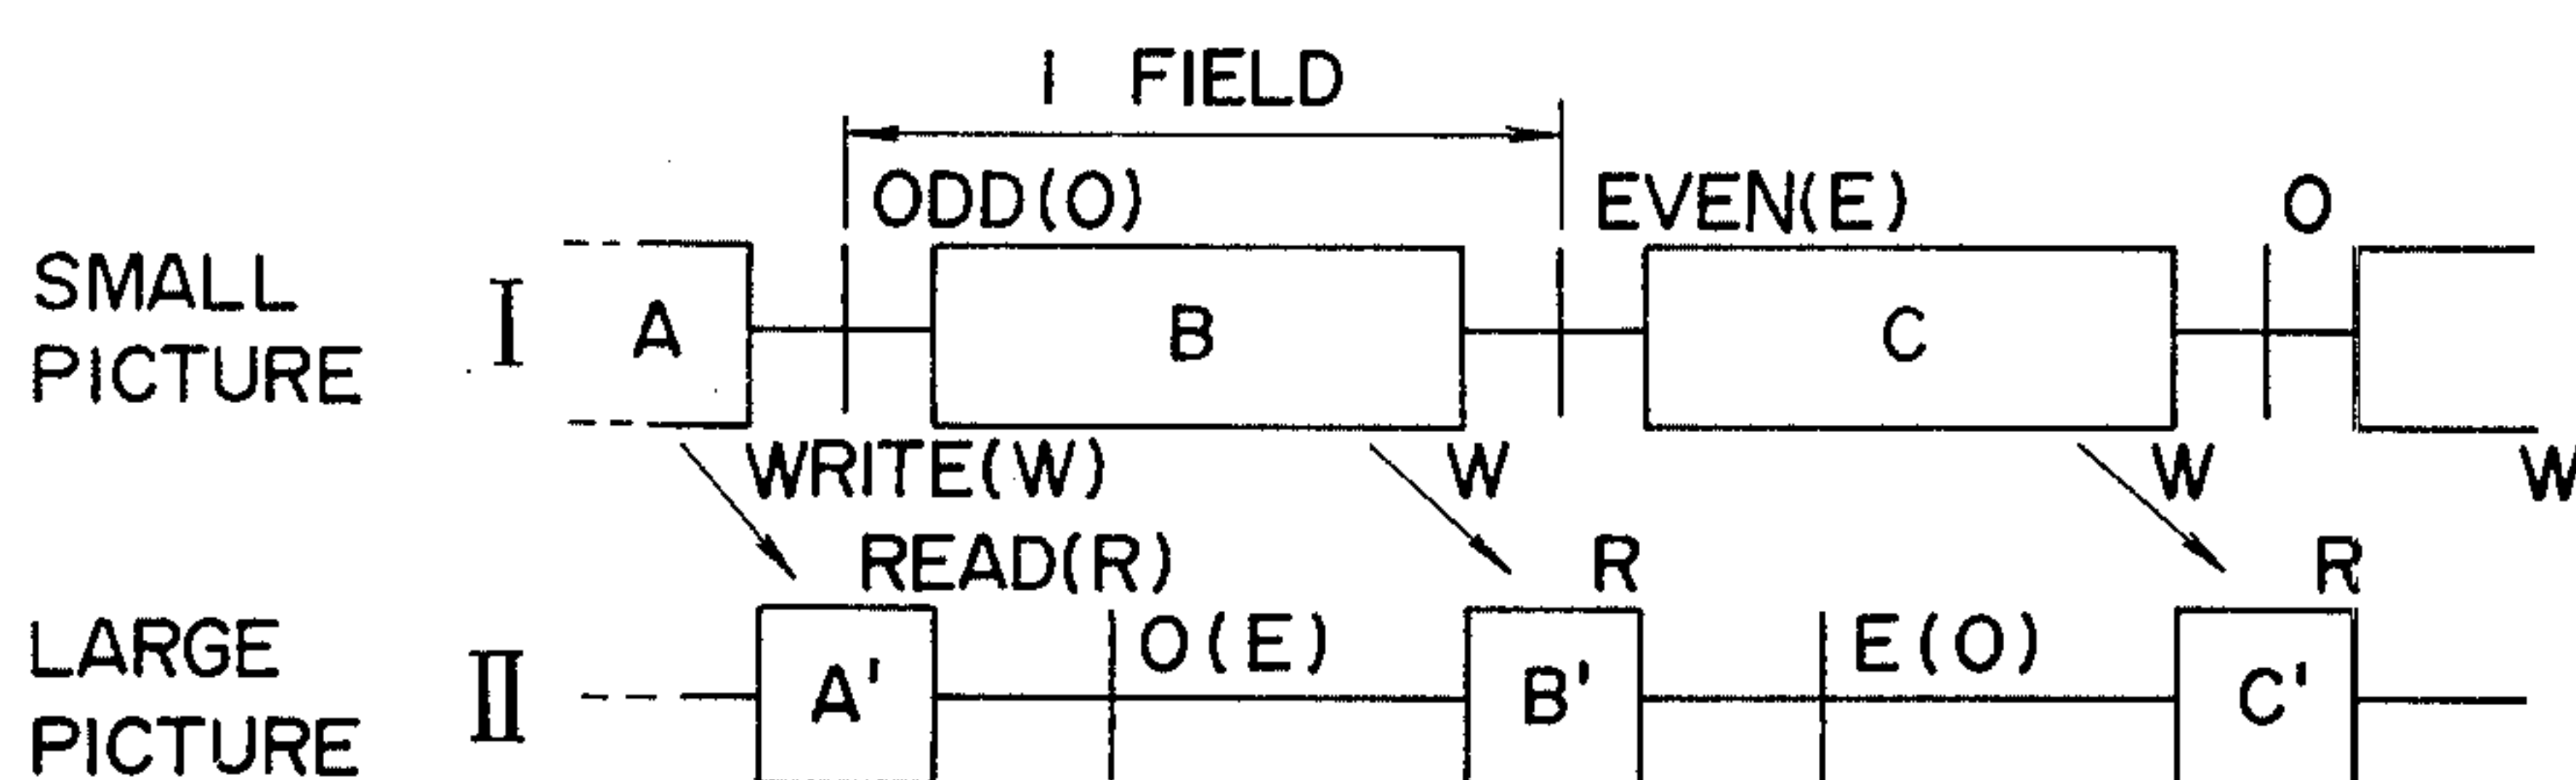 1 FIELD
ODD(O) EVEN(E) O
SMALL PICTURE I A B C
WRITE(W) W W W
READ(R) R R
O(E) E(O)
LARGE PICTURE II A' B' C'